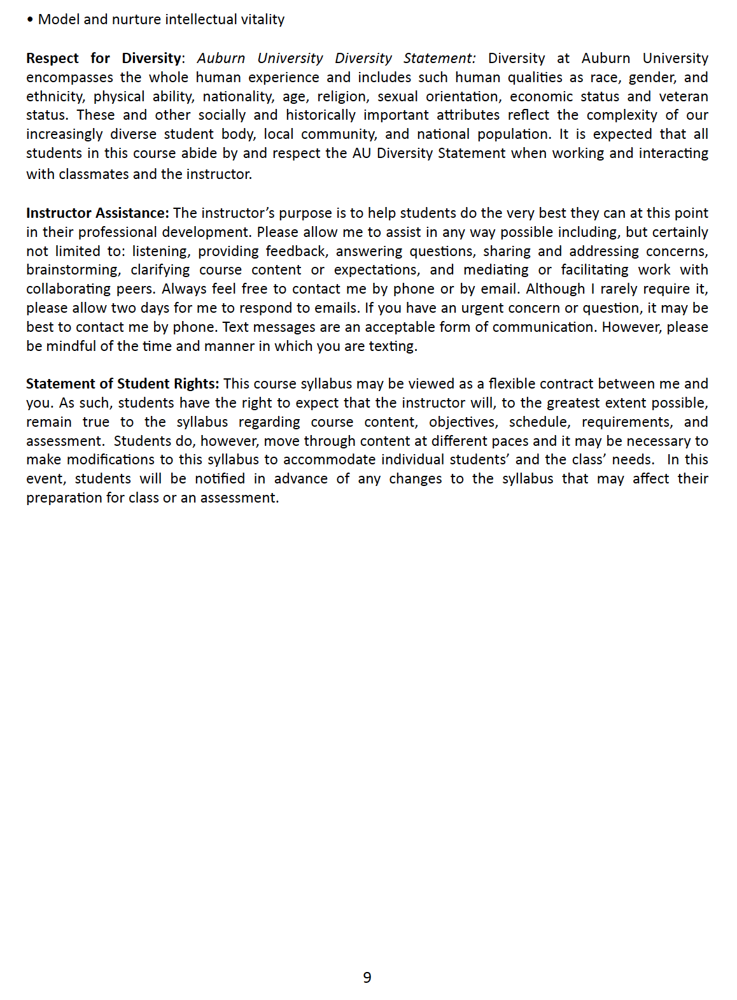 • Model and nurture intellectual vitality
Respect for Diversity: Auburn University Diversity Statement: Diversity at Auburn University
encompasses the whole human experience and includes such human qualities as race, gender, and
ethnicity, physical ability, nationality, age, religion, sexual orientation, economic status and veteran
status. These and other socially and historically important attributes reflect the complexity of our
increasingly diverse student body, local community, and national population. It is expected that all
students in this course abide by and respect the AU Diversity Statement when working and interacting
with classmates and the instructor.
Instructor Assistance: The instructor’s purpose is to help students do the very best they can at this point
in their professional development. Please allow me to assist in any way possible including, but certainly
not limited to: listening, providing feedback, answering questions, sharing and addressing concerns,
brainstorming, clarifying course content or expectations, and mediating or facilitating work with
collaborating peers. Always feel free to contact me by phone or by email. Although I rarely require it,
please allow two days for me to respond to emails. If you have an urgent concern or question, it may be
best to contact me by phone. Text messages are an acceptable form of communication. However, please
be mindful of the time and manner in which you are texting.
Statement of Student Rights: This course syllabus may be viewed as a flexible contract between me and
you. As such, students have the right to expect that the instructor will, to the greatest extent possible,
remain true to the syllabus regarding course content, objectives, schedule, requirements, and
assessment.  Students do, however, move through content at different paces and it may be necessary to
make modifications to this syllabus to accommodate individual students’ and the class’ needs.  In this
event, students will be notified in advance of any changes to the syllabus that may affect their
preparation for class or an assessment.
9